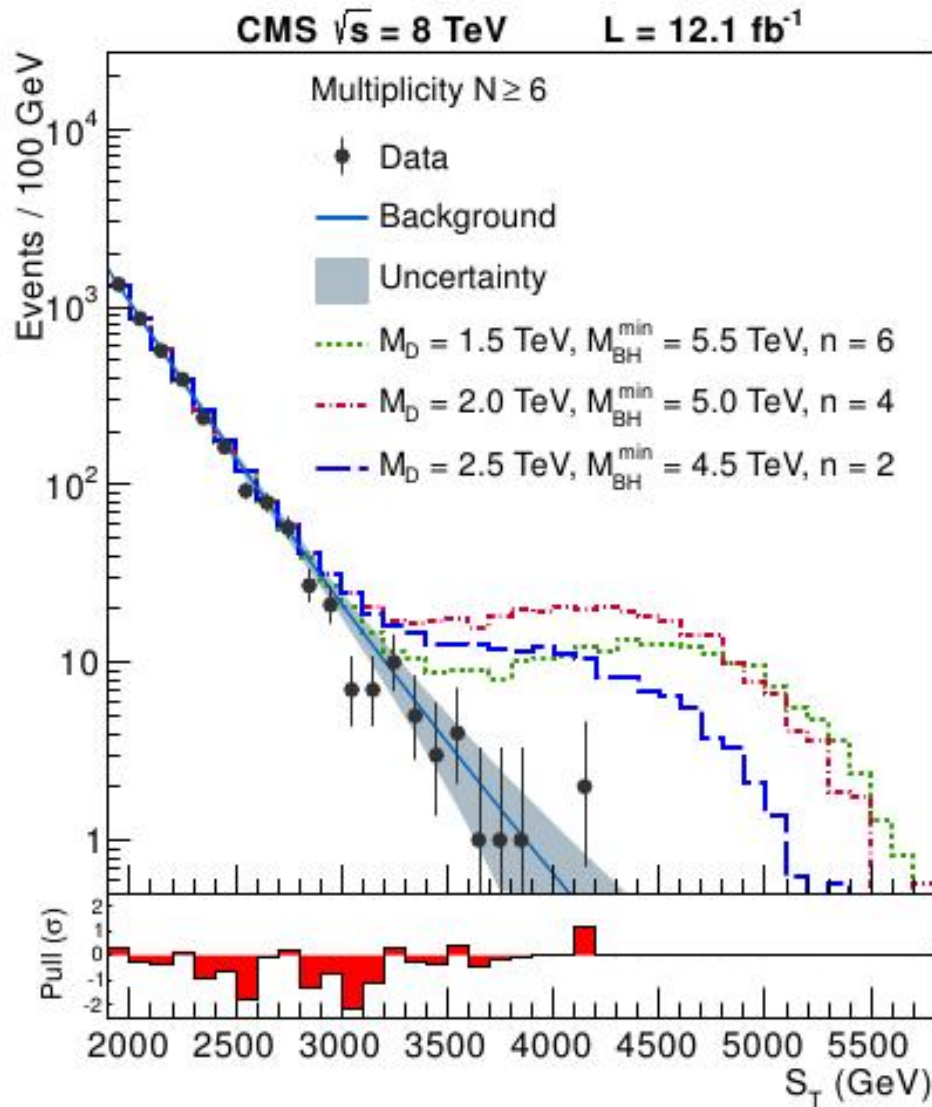 CMS √s = 8 TeV L = 12.1 fb⁻¹
Multiplicity N ≥ 6
Data
Background
Uncertainty
M_D = 1.5 TeV, M_BH^min = 5.5 TeV, n = 6
M_D = 2.0 TeV, M_BH^min = 5.0 TeV, n = 4
M_D = 2.5 TeV, M_BH^min = 4.5 TeV, n = 2
Events / 100 GeV
10⁴
10³
10²
10
1
Pull (σ)
2
1
0
-1
-2
2000 2500 3000 3500 4000 4500 5000 5500
S_T (GeV)